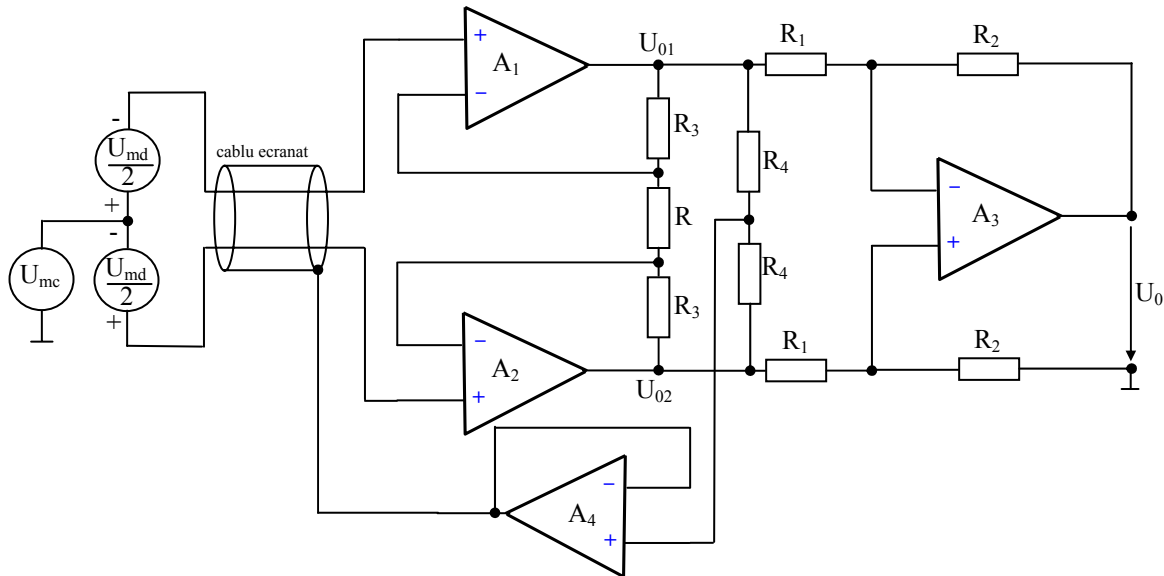 U01
R1
R2
+
A1
−
R3
R4
-
Umd
2
+
cablu ecranat
R
−
A3
+
-
Umc
Umd
2
+
R4
U0
R3
−
A2
+
U02
R1
R2
−
A4
+